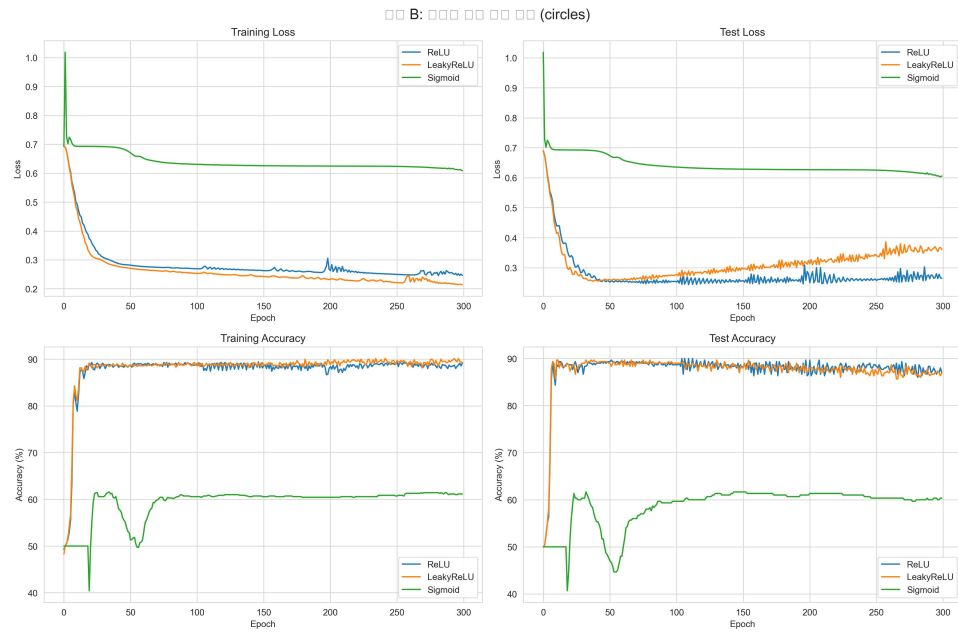 B: (circles)
Training Loss
Test Loss
ReLU
LeakyReLU
Sigmoid
ReLU
LeakyReLU
Sigmoid
Loss
1.0
0.9
0.8
0.7
0.6
0.5
0.4
0.3
0.2
0 50 100 150 200 250 300
Epoch
Loss
1.0
0.9
0.8
0.7
0.6
0.5
0.4
0.3
0 50 100 150 200 250 300
Epoch
Training Accuracy
Test Accuracy
Accuracy (%)
90
80
70
60
50
40
ReLU
LeakyReLU
Sigmoid
0 50 100 150 200 250 300
Epoch
Accuracy (%)
90
80
70
60
50
40
ReLU
LeakyReLU
Sigmoid
0 50 100 150 200 250 300
Epoch